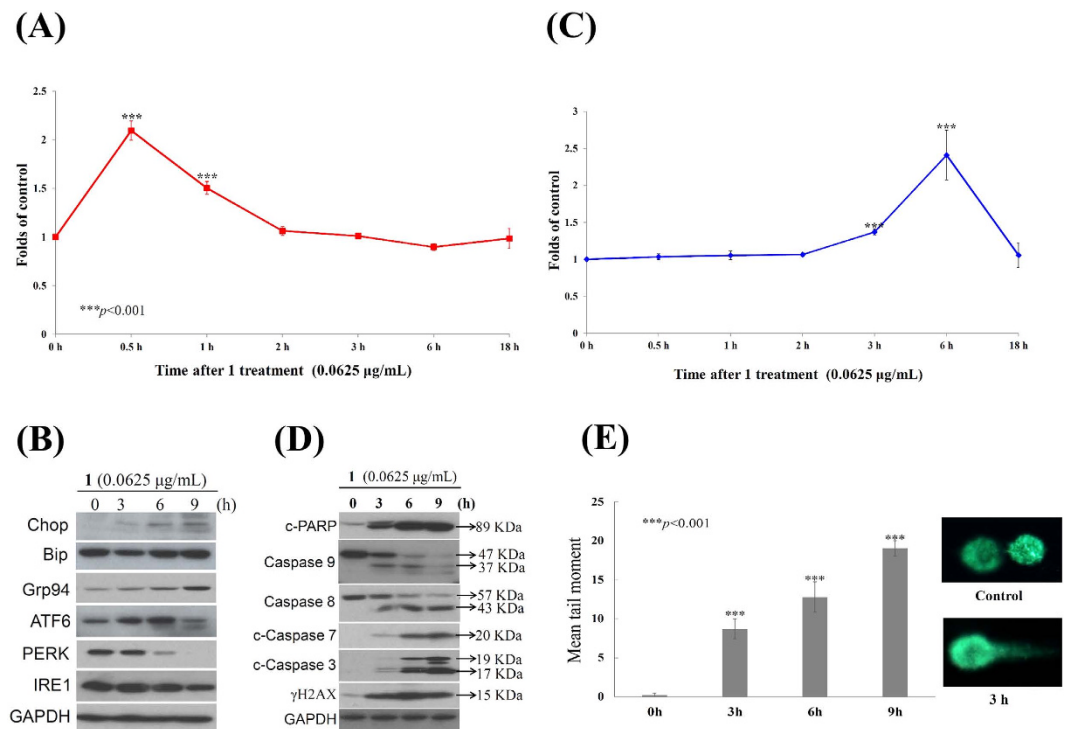 (A)
2.5
2
1.5
1
0.5
0
Folds of control
***
***
***p<0.001
0 h
0.5 h
1 h
2 h
3 h
6 h
18 h
Time after 1 treatment (0.0625 µg/mL)
(C)
3
2.5
2
1.5
1
0.5
0
Folds of control
***
***
0 h
0.5 h
1 h
2 h
3 h
6 h
18 h
Time after 1 treatment (0.0625 µg/mL)
(B)
1 (0.0625 µg/mL)
0 3 6 9 (h)
Chop
Bip
Grp94
ATF6
PERK
IRE1
GAPDH
(D)
1 (0.0625 µg/mL)
0 3 6 9 (h)
c-PARP →89 KDa
Caspase 9 →47 KDa
→37 KDa
Caspase 8 →57 KDa
→43 KDa
c-Caspase 7 →20 KDa
c-Caspase 3 →19 KDa
→17 KDa
γH2AX →15 KDa
GAPDH
(E)
25
20
15
10
5
0
Mean tail moment
***p<0.001
***
***
***
0h
3h
6h
9h
Control
3 h